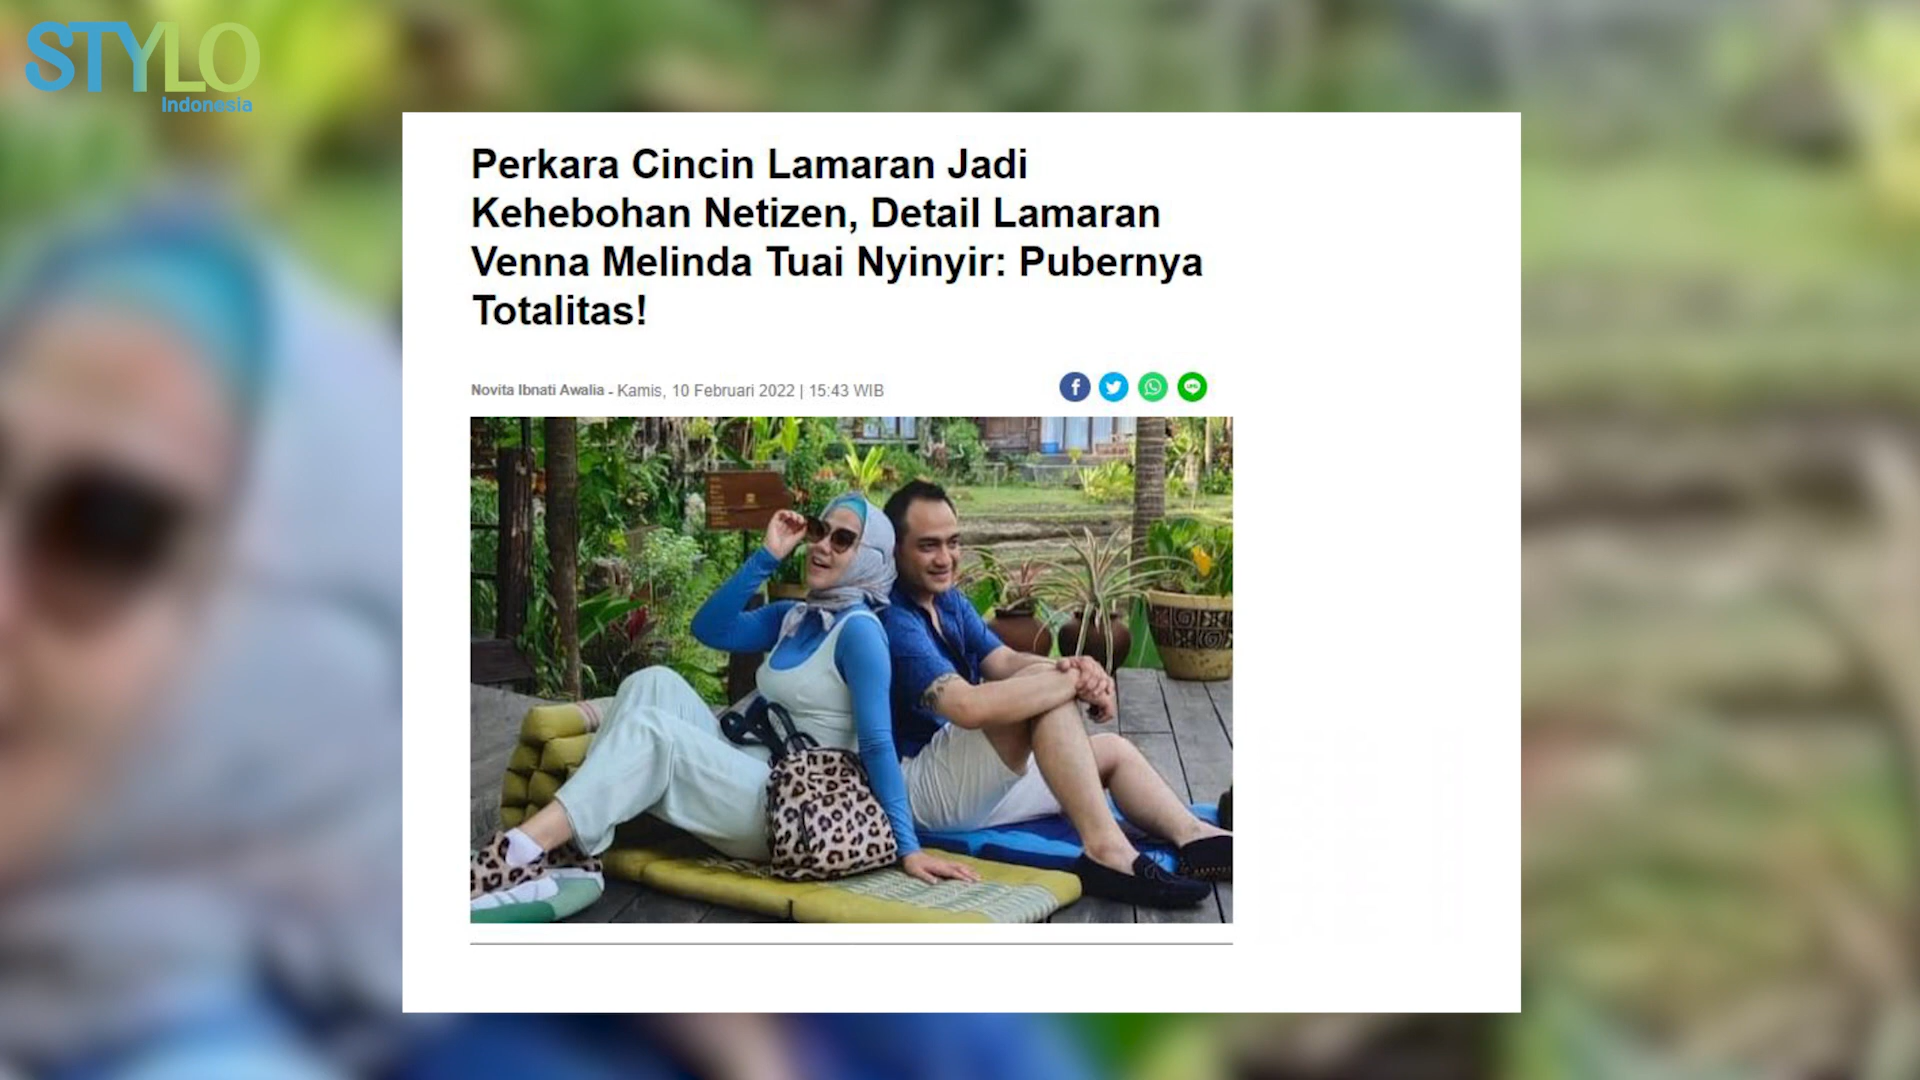 STYLO
Indonesia
Perkara Cincin Lamaran Jadi
Kehebohan Netizen, Detail Lamaran
Venna Melinda Tuai Nyinyir: Pubernya
Totalitas!
Novita Ibnati Awalia - Kamis, 10 Februari 2022 | 15:43 WIB